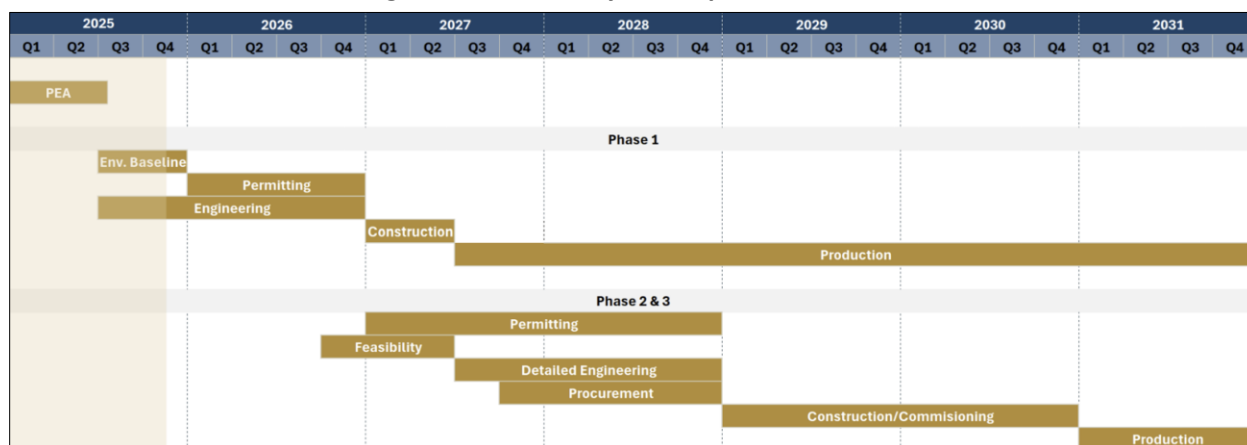 2025 2026 2027 2028 2029 2030 2031
Q1 Q2 Q3 Q4 Q1 Q2 Q3 Q4 Q1 Q2 Q3 Q4 Q1 Q2 Q3 Q4 Q1 Q2 Q3 Q4 Q1 Q2 Q3 Q4 Q1 Q2 Q3 Q4
PEA
Phase 1
Env. Baseline
Permitting
Engineering
Construction
Production
Phase 2 & 3
Permitting
Feasibility
Detailed Engineering
Procurement
Construction/Commisioning
Production